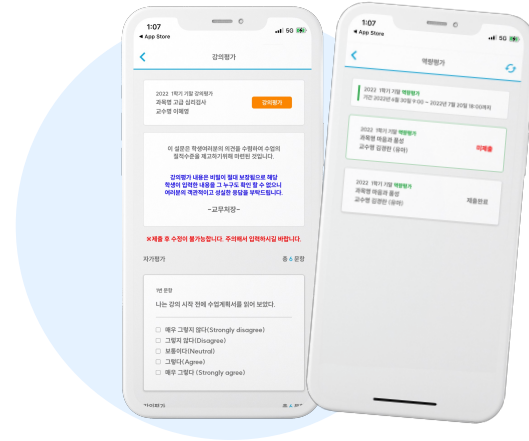 1:07
5G
App Store
강의평가
2022 1학기 기말 강의평가
과목명 고급 심리검사
교수명 이혜영
강의평가
이 설문은 학생여러분의 의견을 수렴하여 수업의
질적수준을 제고하기위해 마련된 것입니다.
강의평가 내용은 비밀이 절대 보장됨으로 해당
학생이 입력한 내용을 그 누구도 확인 할 수 없으니
여러분의 객관적이고 성실한 응답을 부탁드립니다.
-교무처장-
※제출 후 수정이 불가능합니다. 주의해서 입력하시길 바랍니다.
자가평가
총 6 문항
1번 문항
나는 강의 시작 전에 수업계획서를 읽어 보았다.
매우 그렇지 않다(Strongly disagree)
그렇지 않다(Disagree)
보통이다(Neutral)
그렇다(Agree)
매우 그렇다 (Strongly agree)
1:07
5G
App Store
역량평가
2022 1학기 기말 역량평가
기간 2022년 6월 30일 9:00 ~ 2022년 7월 20일 18:00까지
2022 1학기 기말 역량평가
과목명 마음과 품성
교수명 김경란 (유아)
미제출
2022 1학기 기말 역량평가
과목명 마음과 품성
교수명 김경란 (유아)
제출완료